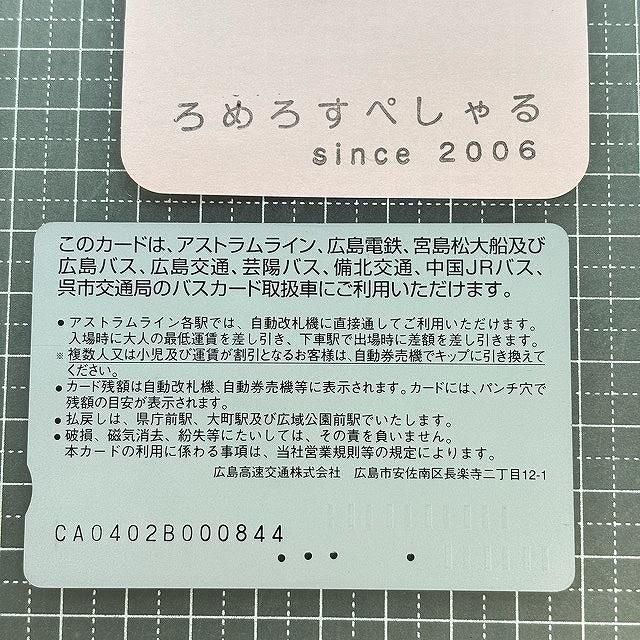 ろめろすぺしゃる
since 2006
このカードは、アストラムライン、広島電鉄、宮島松大船及び
広島バス、広島交通、芸陽バス、備北交通、中国JRバス、
呉市交通局のバスカード取扱車にご利用いただけます。
●アストラムライン各駅では、自動改札機に直接通してご利用いただけます。
入場時に大人の最低運賃を差し引き、下車駅で出場時に差額を差し引きます。
※複数人又は小児及び運賃が割引となるお客様は、自動券売機でキップに引き換えて
ください。
●カード残額は自動改札機、自動券売機等に表示されます。カードには、パンチ穴で
残額の目安が表示されます。
●払戻しは、県庁前駅、大町駅及び広域公園前駅でいたします。
●破損、磁気消去、紛失等にたいしては、その責を負いません。
本カードの利用に係わる事項は、当社営業規則等の規定によります。
広島高速交通株式会社 広島市安佐南区長楽寺二丁目12-1
CA0402B000844